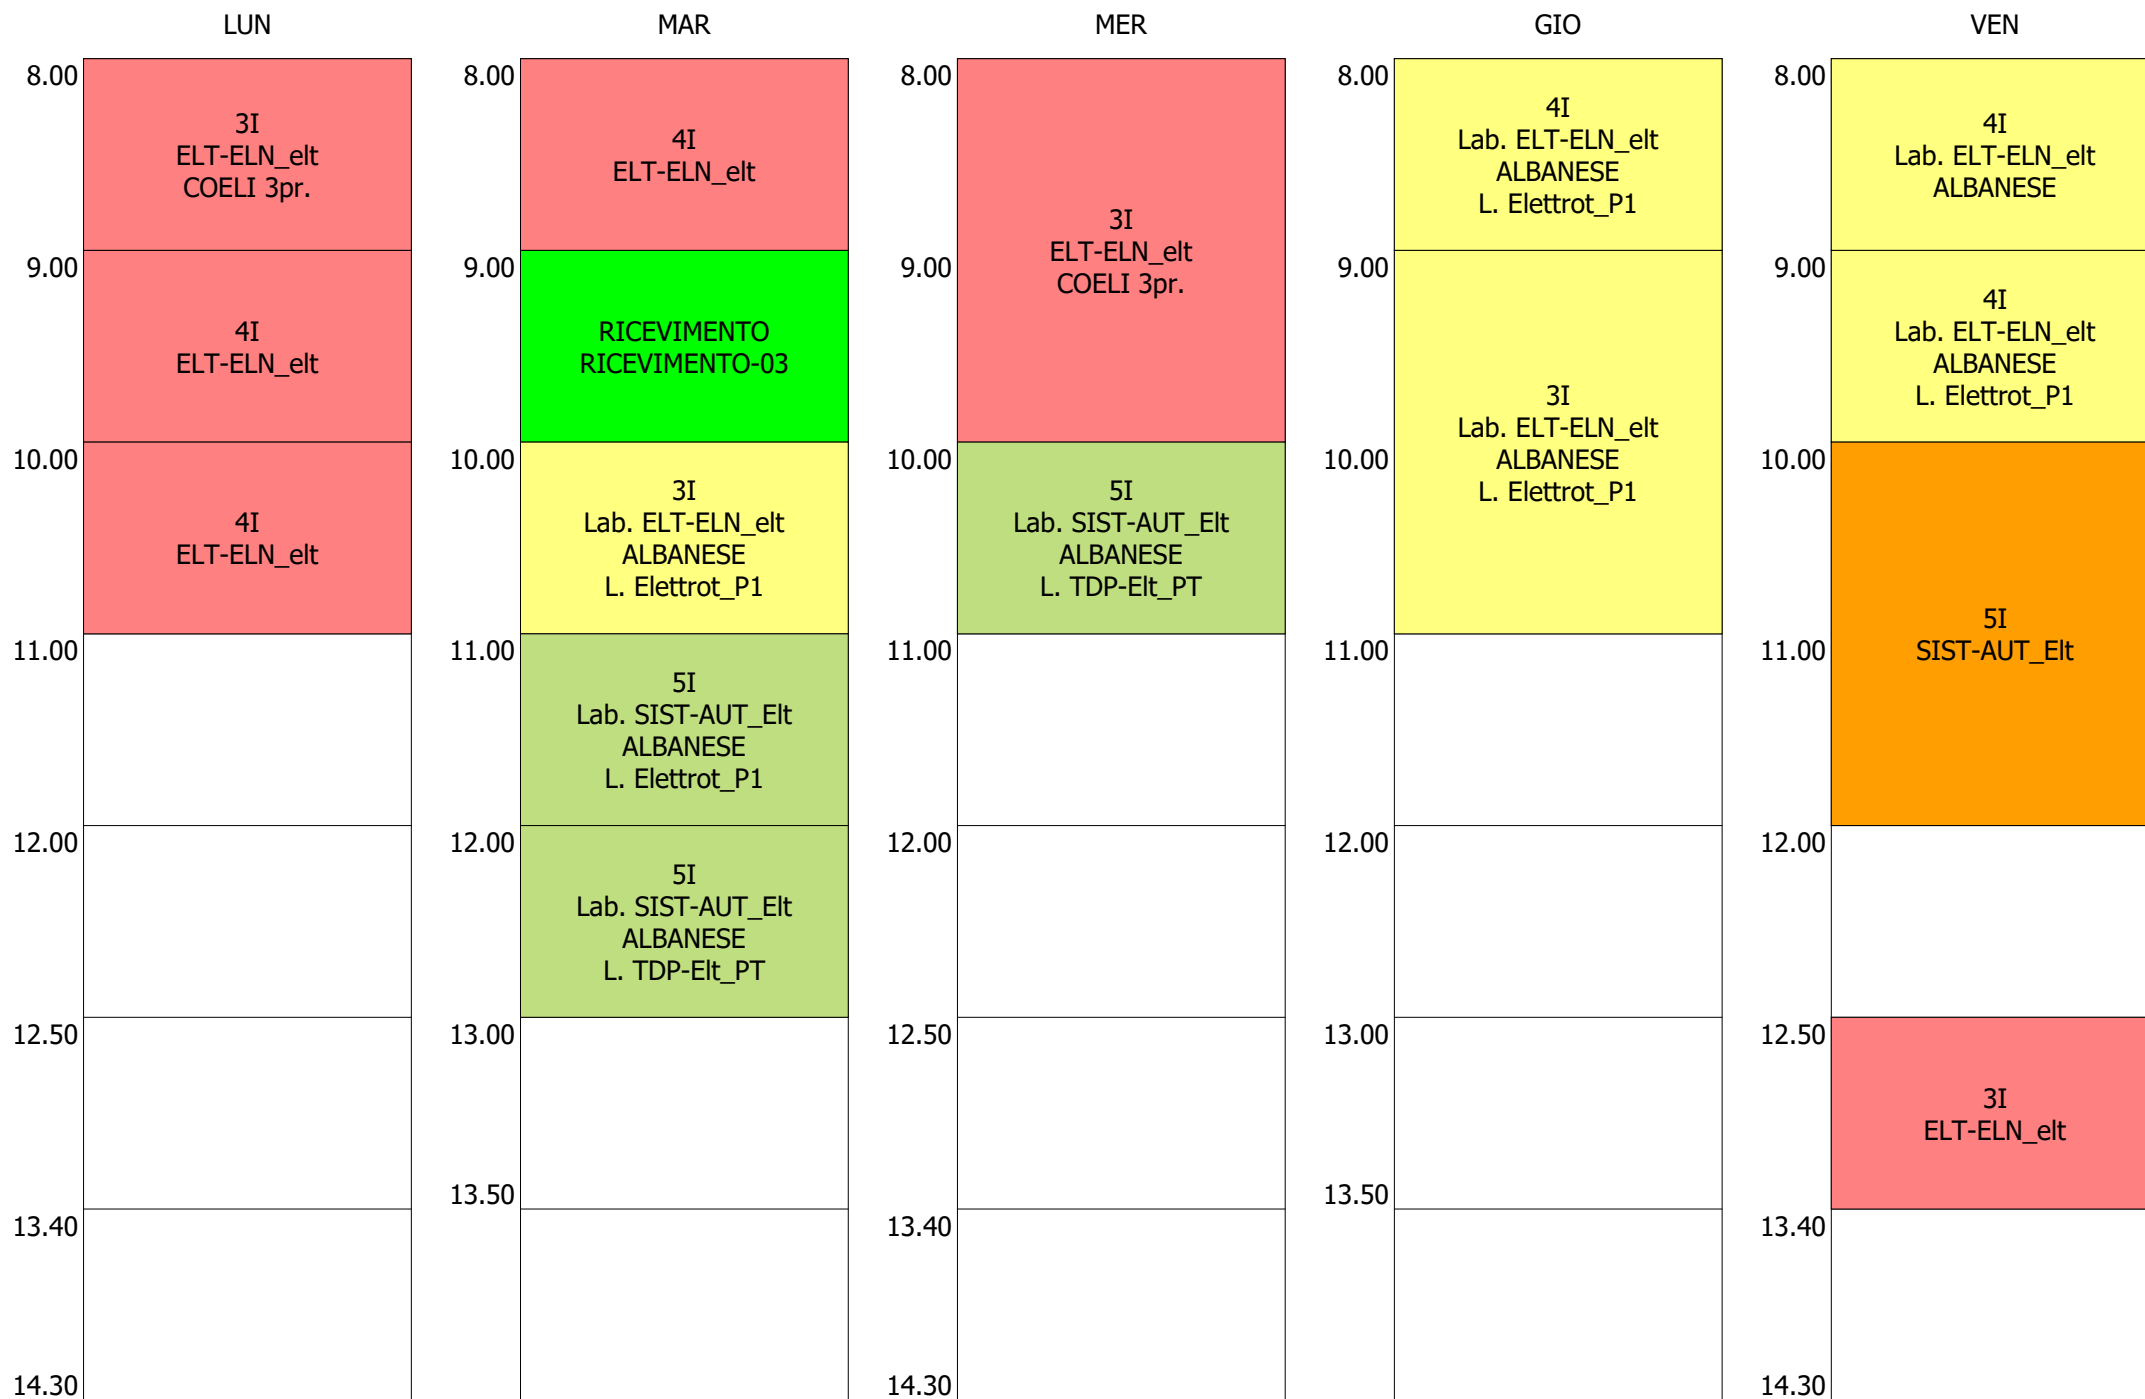 LUN
MAR
MER
GIO
VEN
8.00
3I
ELT-ELN_elt
COELI 3pr.
9.00
4I
ELT-ELN_elt
10.00
4I
ELT-ELN_elt
11.00
12.00
12.50
13.40
14.30
8.00
4I
ELT-ELN_elt
9.00
RICEVIMENTO
RICEVIMENTO-03
10.00
3I
Lab. ELT-ELN_elt
ALBANESE
L. Elettrot_P1
11.00
5I
Lab. SIST-AUT_Elt
ALBANESE
L. Elettrot_P1
12.00
5I
Lab. SIST-AUT_Elt
ALBANESE
L. TDP-Elt_PT
13.00
13.50
8.00
3I
ELT-ELN_elt
COELI 3pr.
9.00
10.00
5I
Lab. SIST-AUT_Elt
ALBANESE
L. TDP-Elt_PT
11.00
12.00
12.50
13.40
14.30
8.00
4I
Lab. ELT-ELN_elt
ALBANESE
L. Elettrot_P1
9.00
3I
Lab. ELT-ELN_elt
ALBANESE
L. Elettrot_P1
10.00
11.00
12.00
13.00
13.50
8.00
4I
Lab. ELT-ELN_elt
ALBANESE
9.00
4I
Lab. ELT-ELN_elt
ALBANESE
L. Elettrot_P1
10.00
5I
SIST-AUT_Elt
11.00
12.00
12.50
3I
ELT-ELN_elt
13.40
14.30